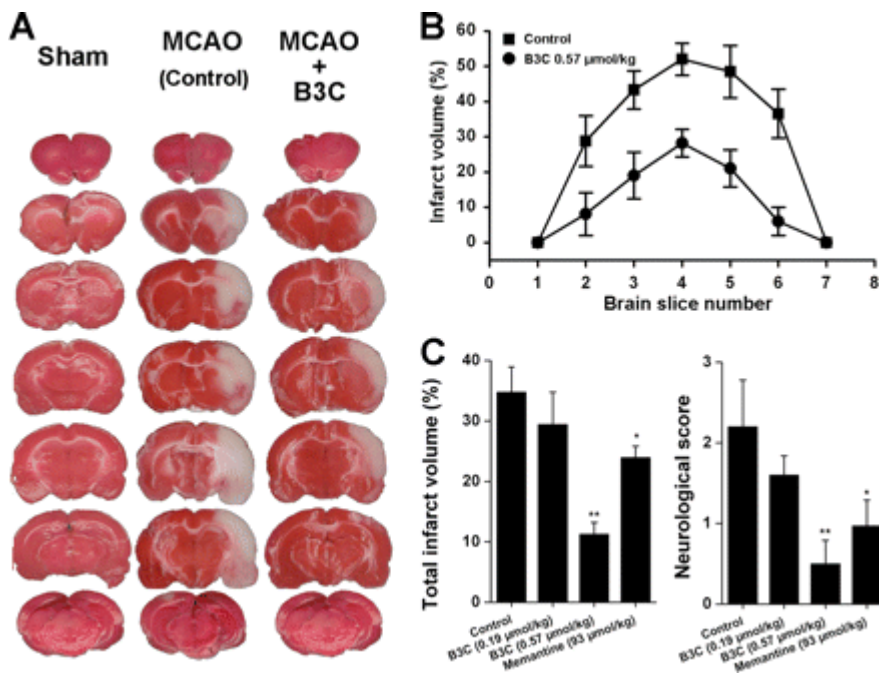 A
Sham
MCAO
(Control)
MCAO
+
B3C
B
Control
B3C 0.57 µmol/kg
Infarct volume (%)
60
50
40
30
20
10
0
0 1 2 3 4 5 6 7 8
Brain slice number
C
Total infarct volume (%)
40
30
20
10
0
** *
Control
B3C (0.19 µmol/kg)
B3C (0.57 µmol/kg)
Memantine (93 µmol/kg)
Neurological score
3
2
1
0
** *
Control
B3C (0.19 µmol/kg)
B3C (0.57 µmol/kg)
Memantine (93 µmol/kg)